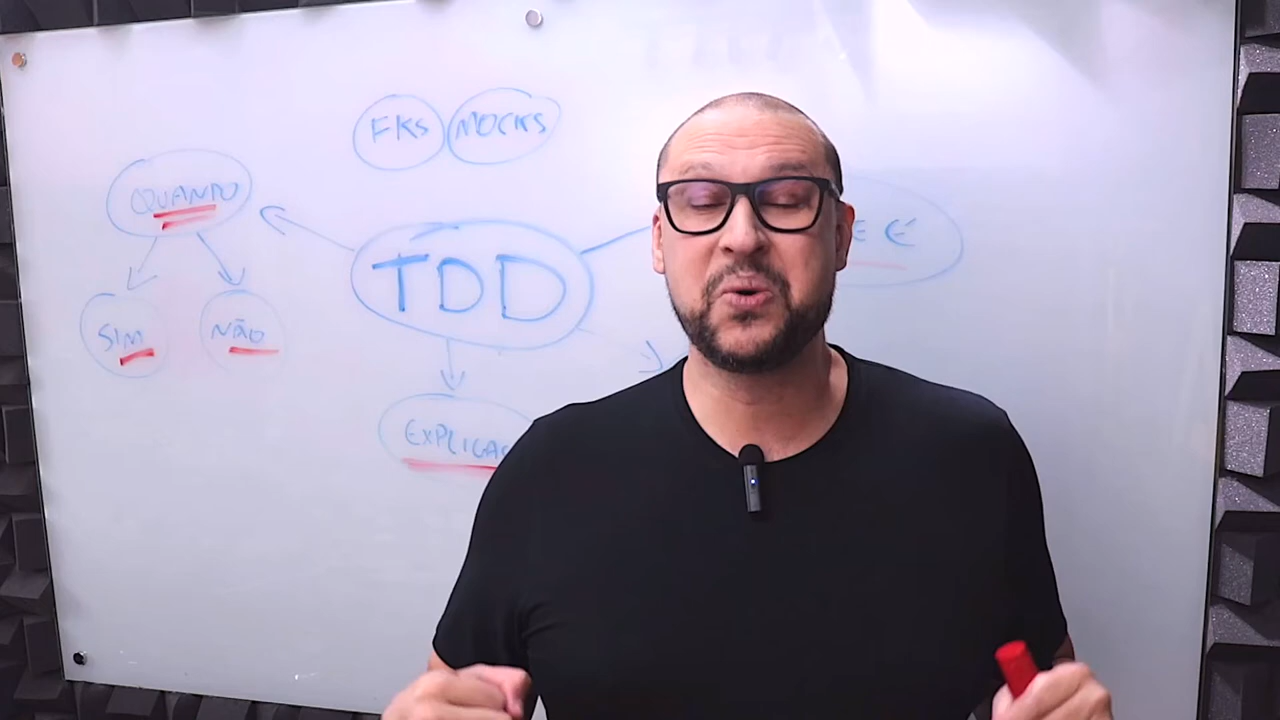 FKS MOCKS
QUANDO
É
TDD
SIM NÃO